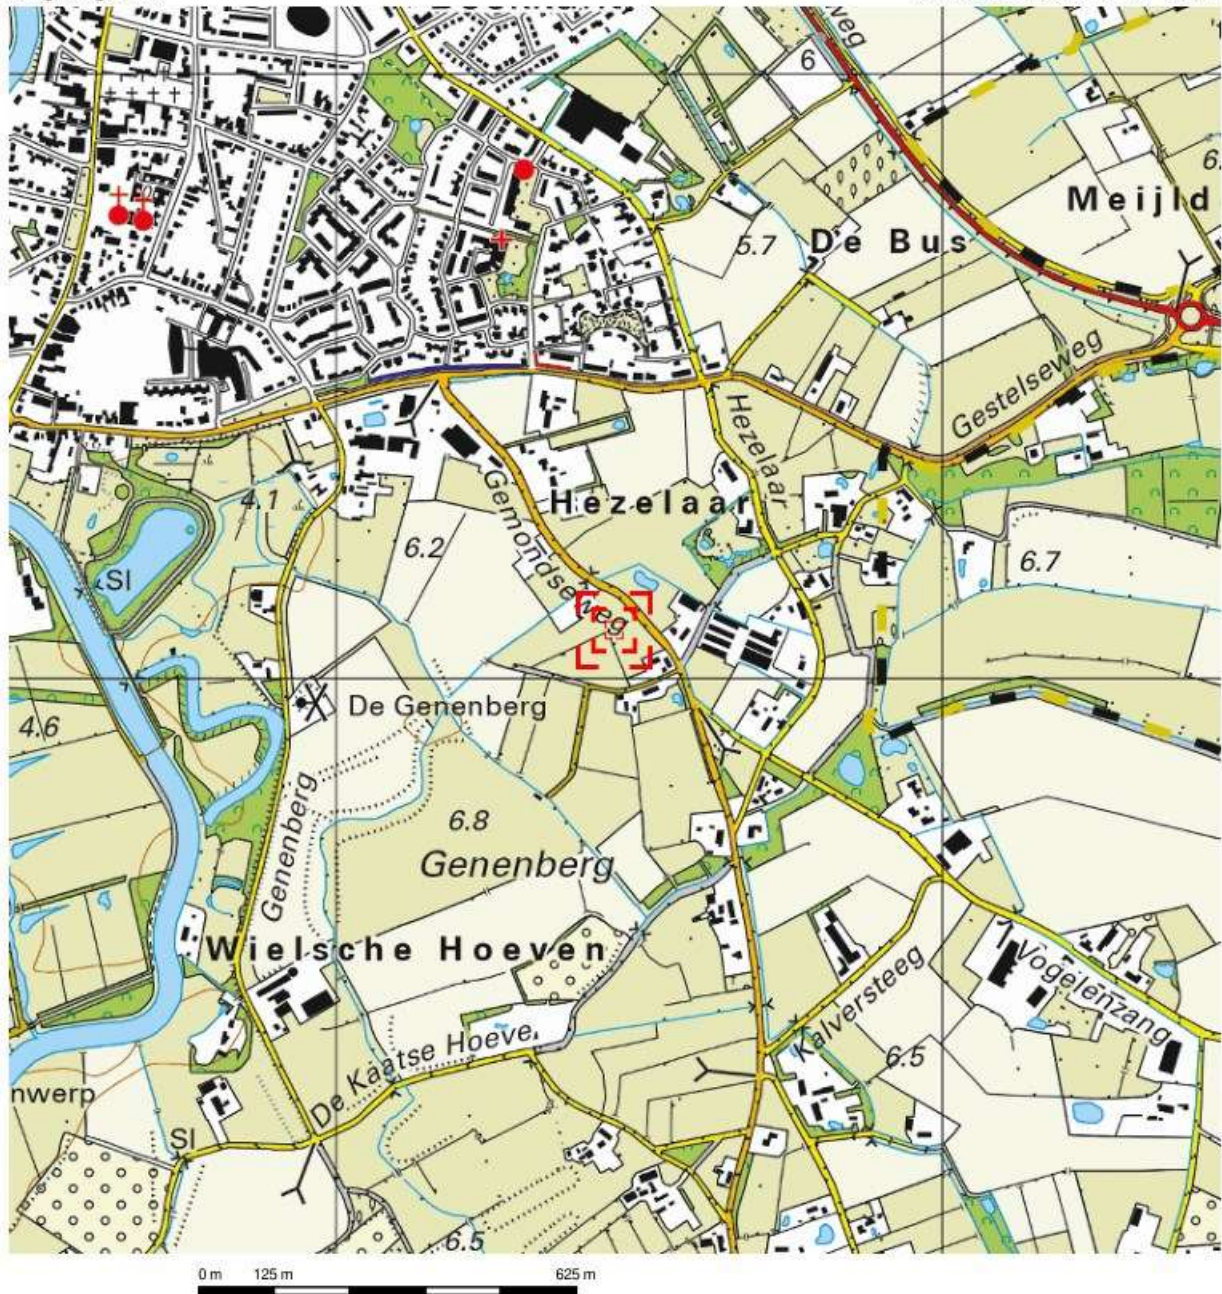 6
Meijld
5.7
De Bus
Gestelseweg
Hezelaar
Hezelaar
4.1
6.2
Gemondseweg
6.7
Sl
De Genenberg
4.6
Genenberg
6.8
Genenberg
Wielsche Hoeven
Vogelenzang
Kalversteeg
De Kaatse Hoeve
6.5
nwerp
Sl
6.5
0 m 125 m 625 m